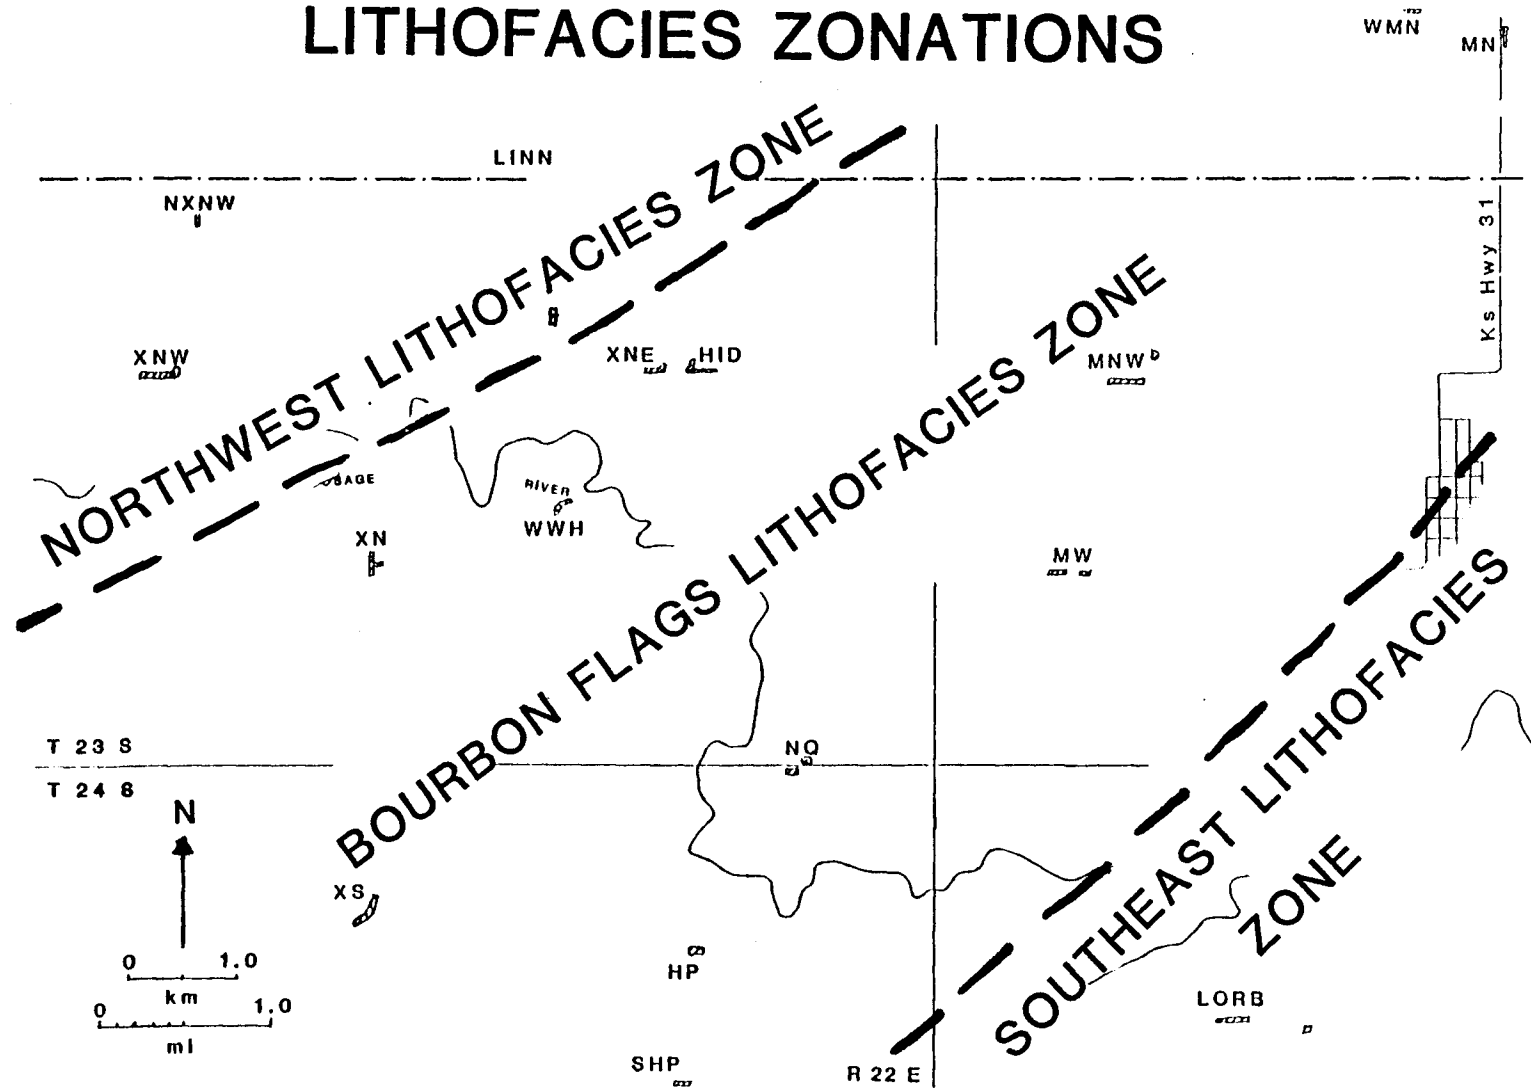 LITHOFACIES ZONATIONS
WMN
MN
LINN
NXNW
NORTHWEST LITHOFACIES ZONE
Ks Hwy 31
XNW
XNE
HID
MNW
RIVER
WWH
XN
MW
BOURBON FLAGS LITHOFACIES ZONE
T 23 S
T 24 S
NQ
N
XS
SOUTHEAST LITHOFACIES
ZONE
0 1.0
km
0 1.0
mi
HP
LORB
SHP
R 22 E